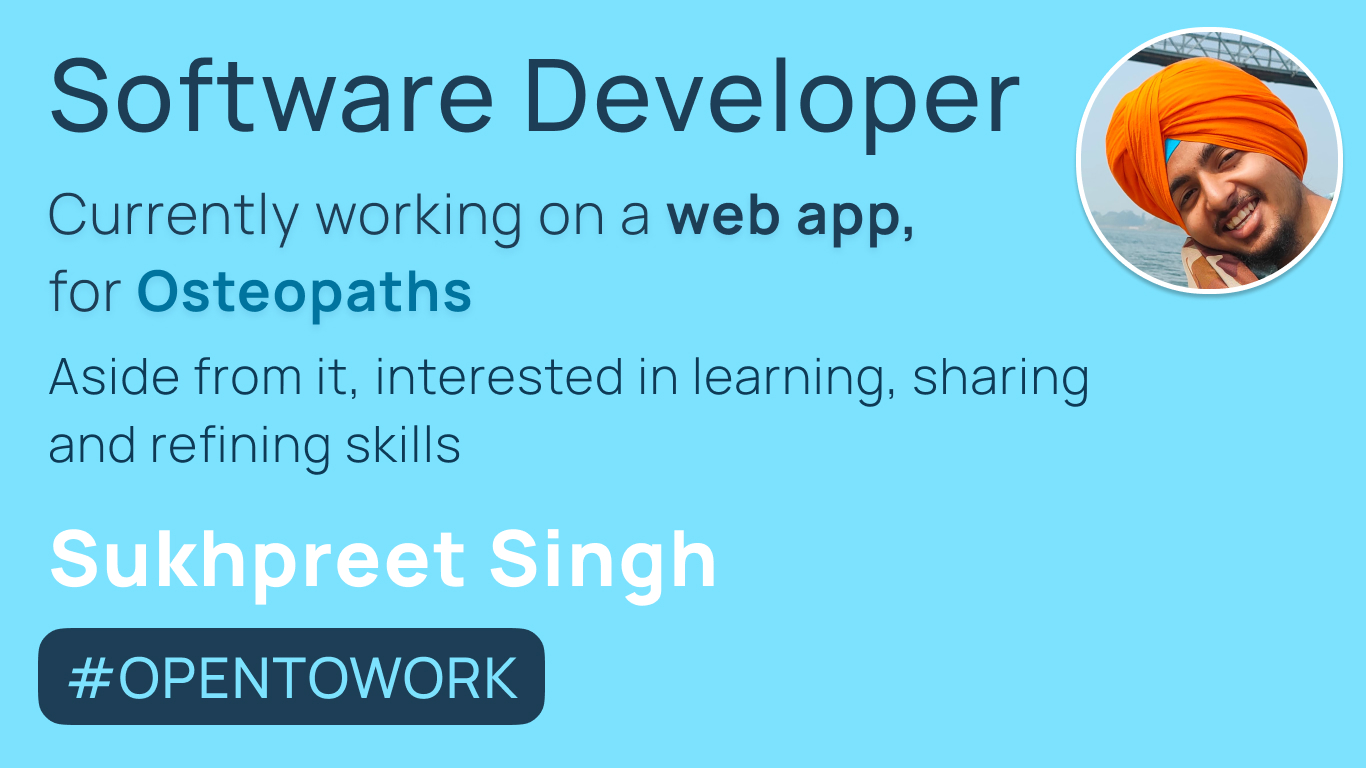 Software Developer
Currently working on a web app,
for Osteopaths
Aside from it, interested in learning, sharing
and refining skills
Sukhpreet Singh
#OPENTOWORK